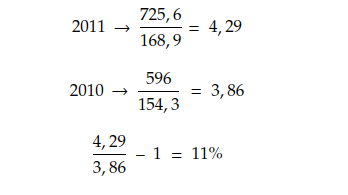 2011 → 725,6 / 168,9 = 4,29
2010 → 596 / 154,3 = 3,86
4,29 / 3,86 – 1 = 11%